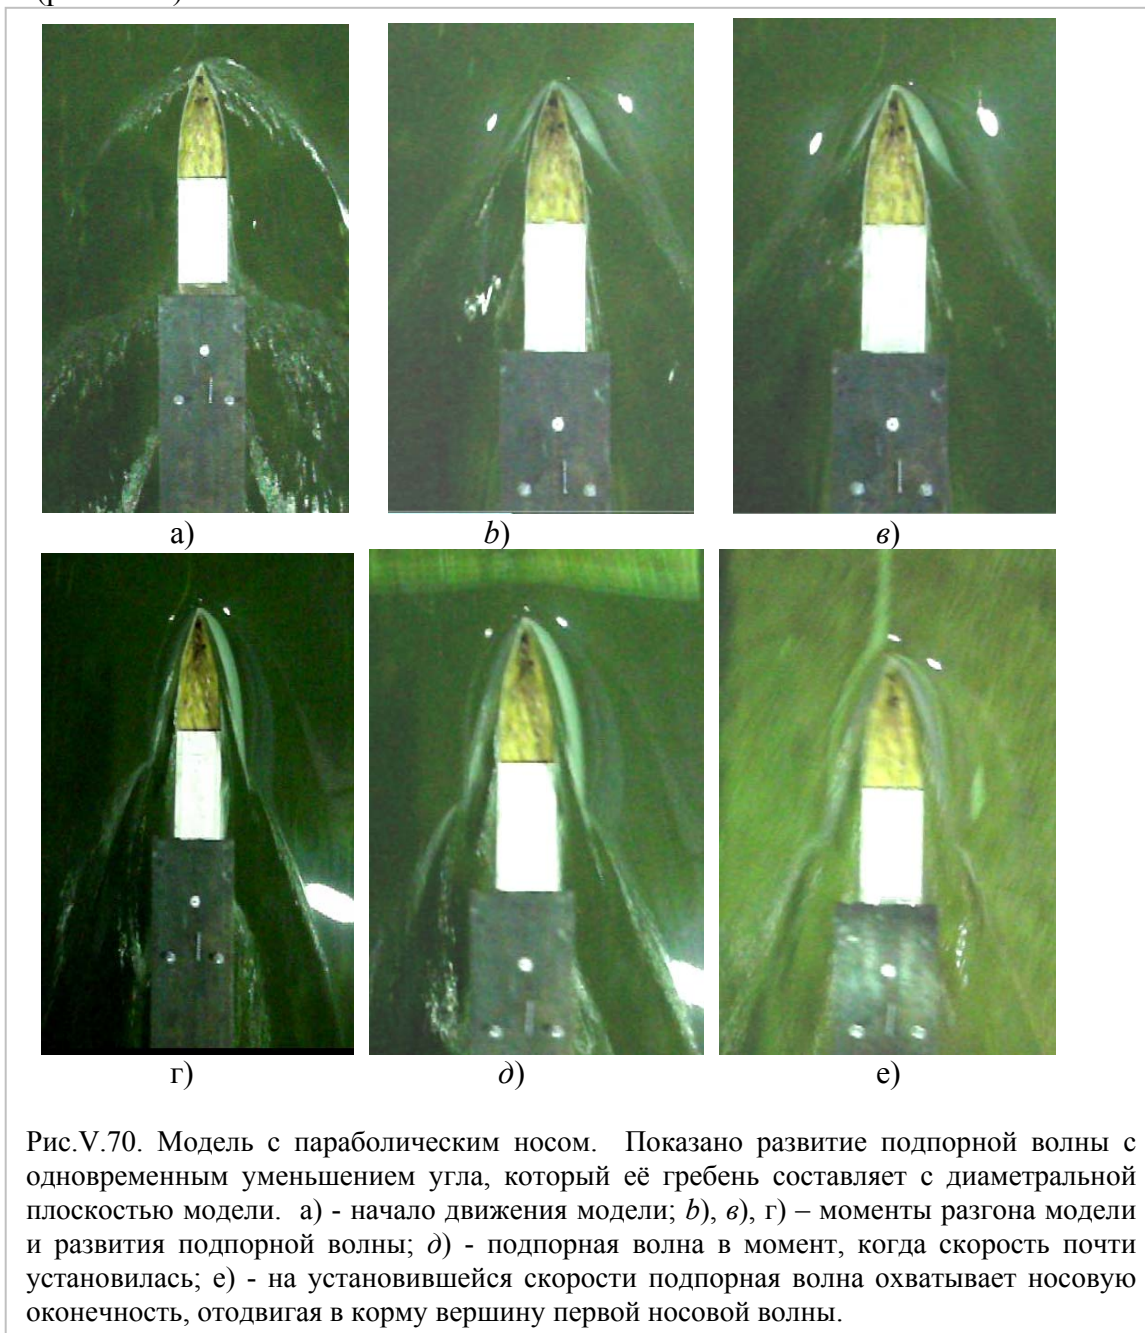 а)
b)
в)
г)
д)
е)
Рис.V.70. Модель с параболическим носом. Показано развитие подпорной волны с
одновременным уменьшением угла, который её гребень составляет с диаметральной
плоскостью модели. а) - начало движения модели; b), в), г) – моменты разгона модели
и развития подпорной волны; д) - подпорная волна в момент, когда скорость почти
установилась; е) - на установившейся скорости подпорная волна охватывает носовую
оконечность, отодвигая в корму вершину первой носовой волны.